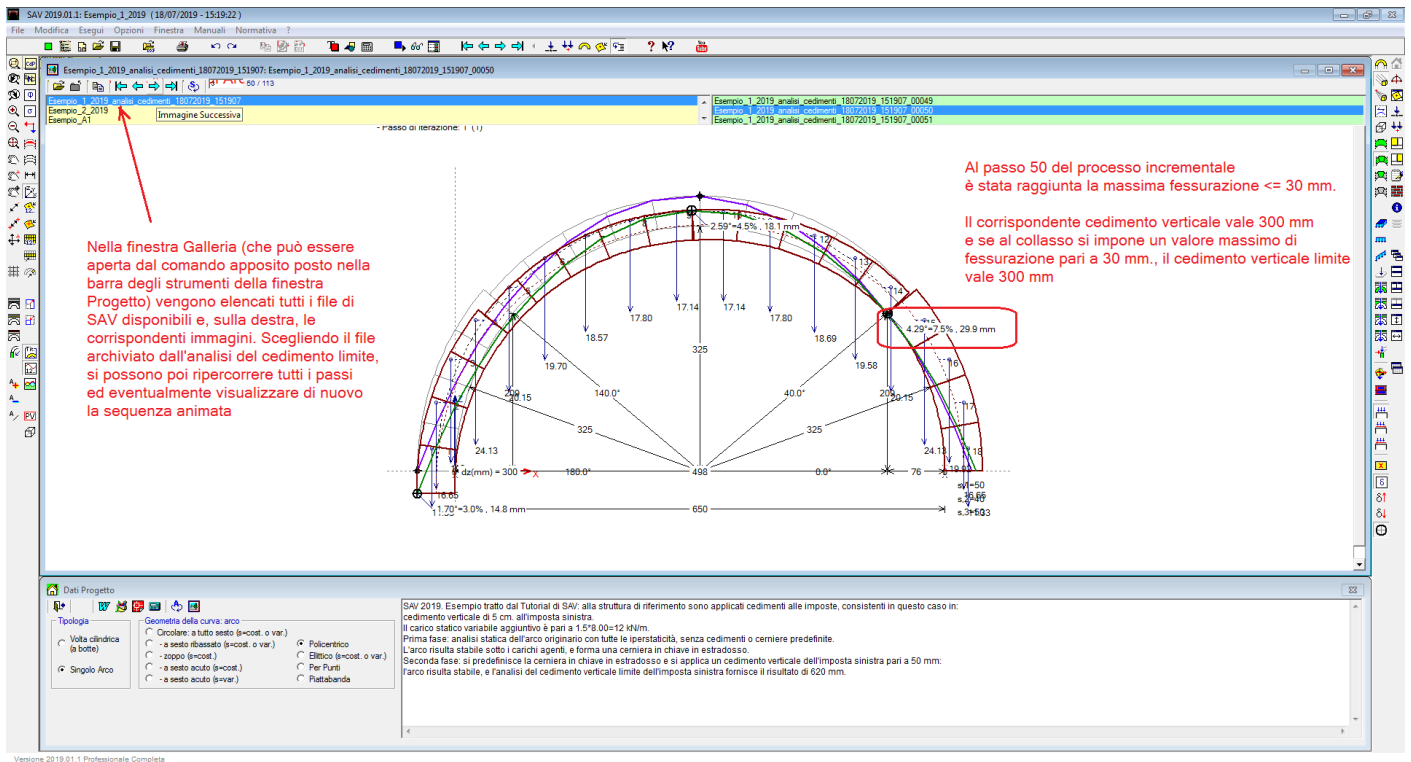 SAV 2019.01.1: Esempio_1_2019 (18/07/2019 - 15:19:22 )
File Modifica Esegui Opzioni Finestra Manuali Normativa ?
Esempio_1_2019_analisi_cedimenti_18072019_151907: Esempio_1_2019_analisi_cedimenti_18072019_151907_00050
50 / 113
Esempio_1_2019_analisi_cedimenti_18072019_151907
Esempio_2_2019
Esempio_A1
Immagine Successiva
Esempio_1_2019_analisi_cedimenti_18072019_151907_00049
Esempio_1_2019_analisi_cedimenti_18072019_151907_00050
Esempio_1_2019_analisi_cedimenti_18072019_151907_00051
- Passo di iterazione: 1 (1)
Al passo 50 del processo incrementale
è stata raggiunta la massima fessurazione <= 30 mm.
Il corrispondente cedimento verticale vale 300 mm
e se al collasso si impone un valore massimo di
fessurazione pari a 30 mm., il cedimento verticale limite
vale 300 mm
Nella finestra Galleria (che può essere
aperta dal comando apposito posto nella
barra degli strumenti della finestra
Progetto) vengono elencati tutti i file di
SAV disponibili e, sulla destra, le
corrispondenti immagini. Scegliendo il file
archiviato dall'analisi del cedimento limite,
si possono poi ripercorrere tutti i passi
ed eventualmente visualizzare di nuovo
la sequenza animata
2.59°=4.5% , 18.1 mm
12
13
14
17.14
17.14
17.80
17.80
4.29°=7.5% , 29.9 mm
18.57
18.69
325
19.70
19.58
16
140.0°
40.0°
20.15
20.15
17
325
325
24.13
24.13
18
dz(mm) = 300
x
180.0°
498
0.0°
76
16.65
1.70°=3.0% , 14.8 mm
650
Dati Progetto
Tipologia
Volta cilindrica
(a botte)
Singolo Arco
Geometria della curva: arco
Circolare: a tutto sesto (s=cost. o var.)
- a sesto ribassato (s=cost. o var.)
- zoppo (s=cost.)
- a sesto acuto (s=cost.)
- a sesto acuto (s=var.)
Policentrico
Ellittico (s=cost. o var.)
Per Punti
Piattabanda
SAV 2019. Esempio tratto dal Tutorial di SAV: alla struttura di riferimento sono applicati cedimenti alle imposte, consistenti in questo caso in:
cedimento verticale di 5 cm. all'imposta sinistra.
Il carico statico variabile aggiuntivo è pari a 1.5*8.00=12 kN/m.
Prima fase: analisi statica dell'arco originario con tutte le iperstaticità, senza cedimenti o cerniere predefinite.
L'arco risulta stabile sotto i carichi agenti, e forma una cerniera in chiave in estradosso.
Seconda fase: si predefinisce la cerniera in chiave in estradosso e si applica un cedimento verticale dell'imposta sinistra pari a 50 mm:
l'arco risulta stabile, e l'analisi del cedimento verticale limite dell'imposta sinistra fornisce il risultato di 620 mm.
Versione 2019.01.1 Professionale Completa